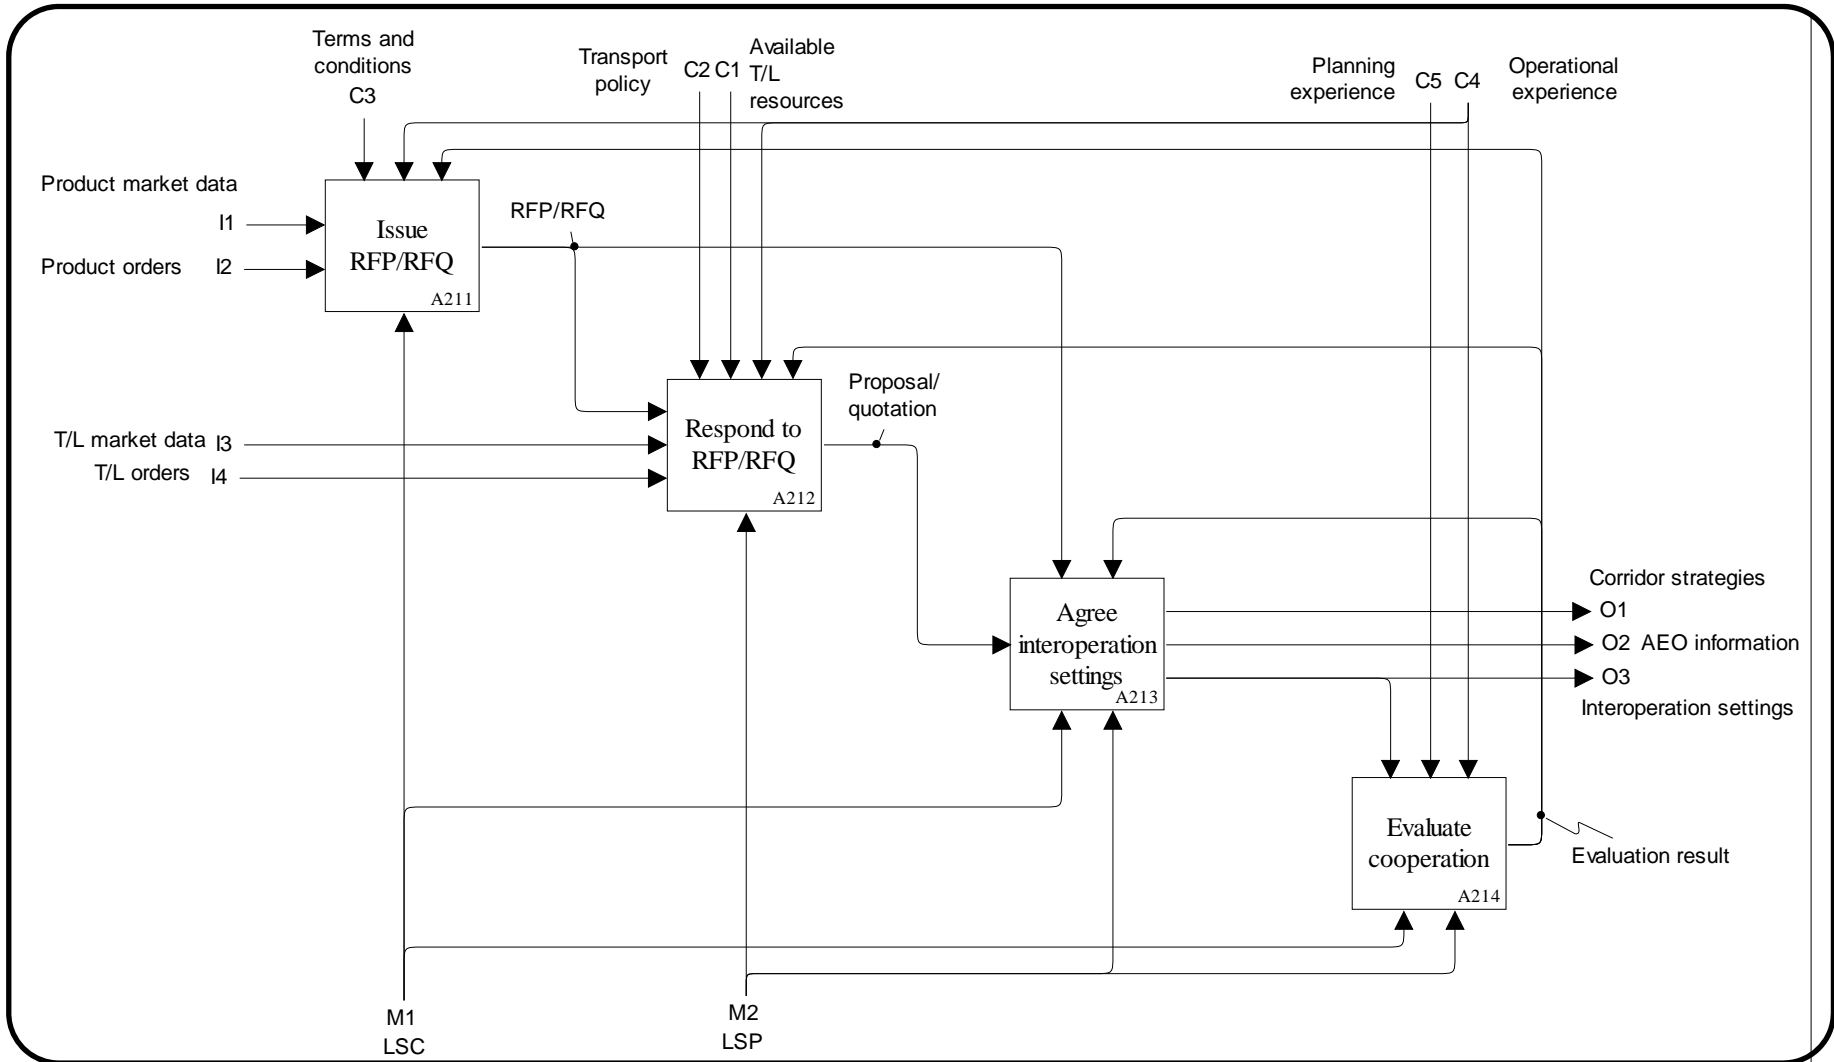 Terms and
conditions
C3
Transport
policy
C2
C1
Available
T/L
resources
Planning
experience
C5
C4
Operational
experience
Product market data
I1
Product orders
I2
Issue
RFP/RFQ
A211
RFP/RFQ
T/L market data
I3
T/L orders
I4
Respond to
RFP/RFQ
A212
Proposal/
quotation
Agree
interoperation
settings
A213
Corridor strategies
O1
O2 AEO information
O3
Interoperation settings
Evaluate
cooperation
A214
Evaluation result
M1
LSC
M2
LSP